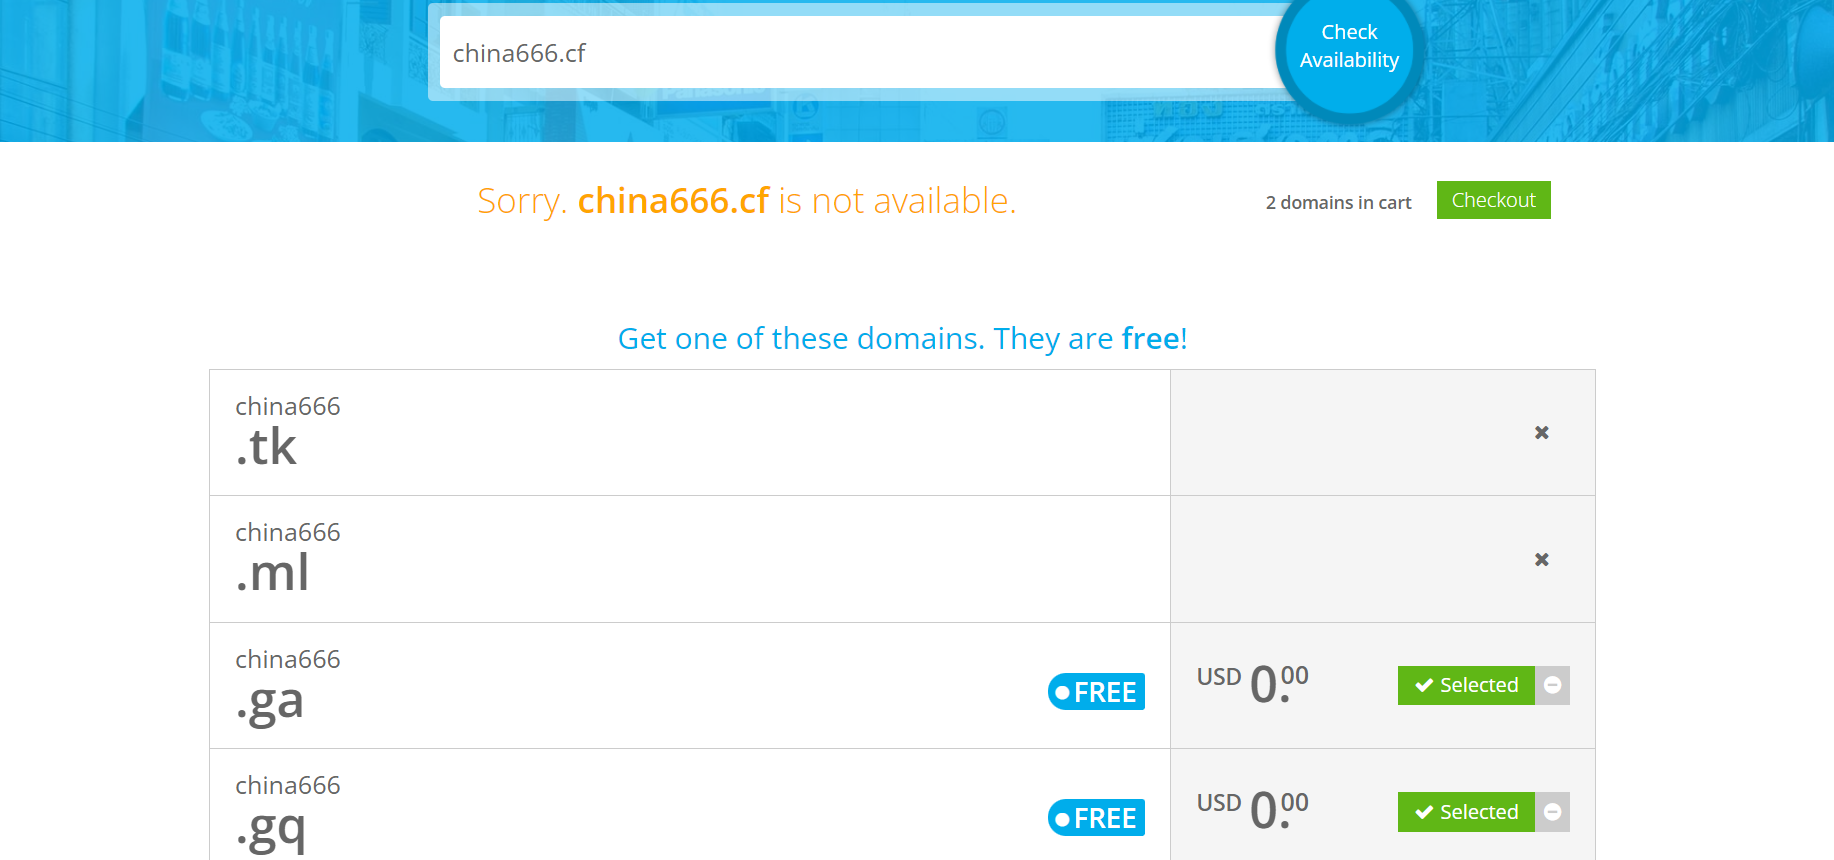 china666.cf
Check
Availability
Sorry. china666.cf is not available.
2 domains in cart
Checkout
Get one of these domains. They are free!
china666
.tk
china666
.ml
china666
.ga
FREE
USD 0.00
Selected
china666
.gq
FREE
USD 0.00
Selected